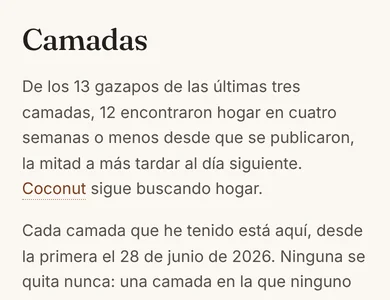 Camadas
De los 13 gazapos de las últimas tres
camadas, 12 encontraron hogar en cuatro
semanas o menos desde que se publicaron,
la mitad a más tardar al día siguiente.
Coconut sigue buscando hogar.
Cada camada que he tenido está aquí, desde
la primera el 28 de junio de 2026. Ninguna se
quita nunca: una camada en la que ninguno